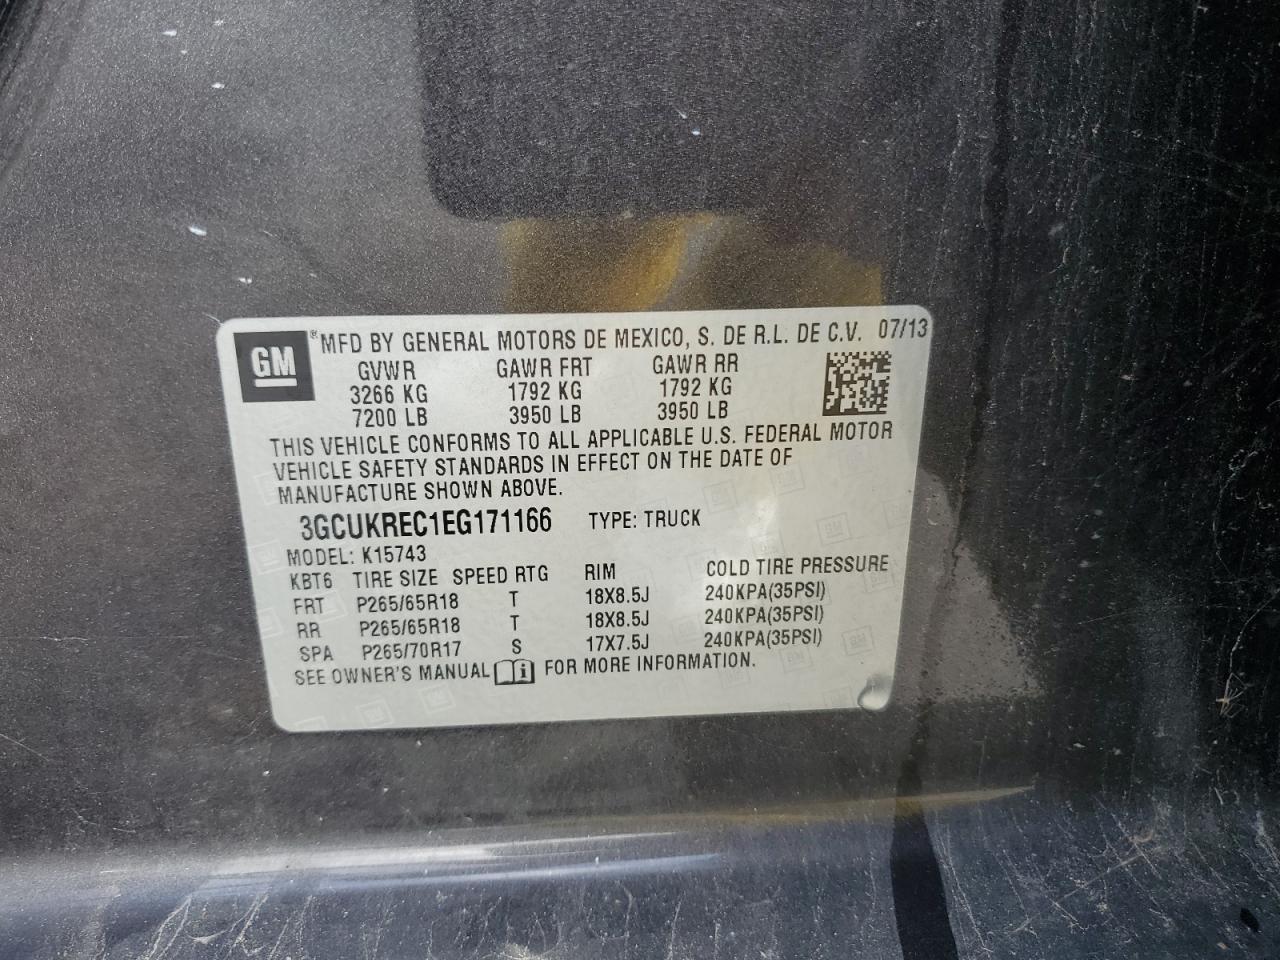 GM ® MFD BY GENERAL MOTORS DE MEXICO, S. DE R.L. DE C.V. 07/13
GVWR GAWR FRT GAWR RR
3266 KG 1792 KG 1792 KG
7200 LB 3950 LB 3950 LB
THIS VEHICLE CONFORMS TO ALL APPLICABLE U.S. FEDERAL MOTOR
VEHICLE SAFETY STANDARDS IN EFFECT ON THE DATE OF
MANUFACTURE SHOWN ABOVE.
3GCUKREC1EG171166 TYPE: TRUCK
MODEL: K15743
KBT6 TIRE SIZE SPEED RTG RIM COLD TIRE PRESSURE
FRT P265/65R18 T 18X8.5J 240KPA(35PSI)
RR P265/65R18 T 18X8.5J 240KPA(35PSI)
SPA P265/70R17 S 17X7.5J 240KPA(35PSI)
SEE OWNER'S MANUAL i FOR MORE INFORMATION.